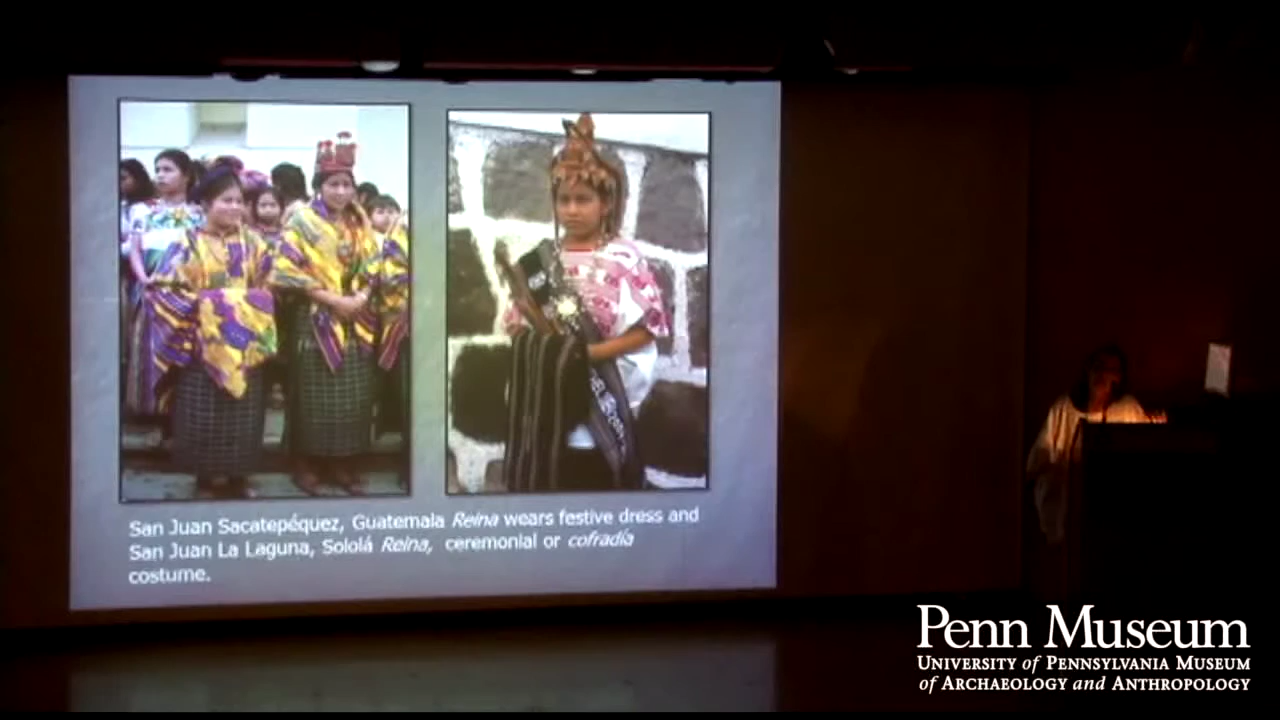 San Juan Sacatepéquez, Guatemala Reina wears festive dress and
San Juan La Laguna, Sololá Reina, ceremonial or cofradía
costume.
Penn Museum
UNIVERSITY of PENNSYLVANIA MUSEUM
of ARCHAEOLOGY and ANTHROPOLOGY